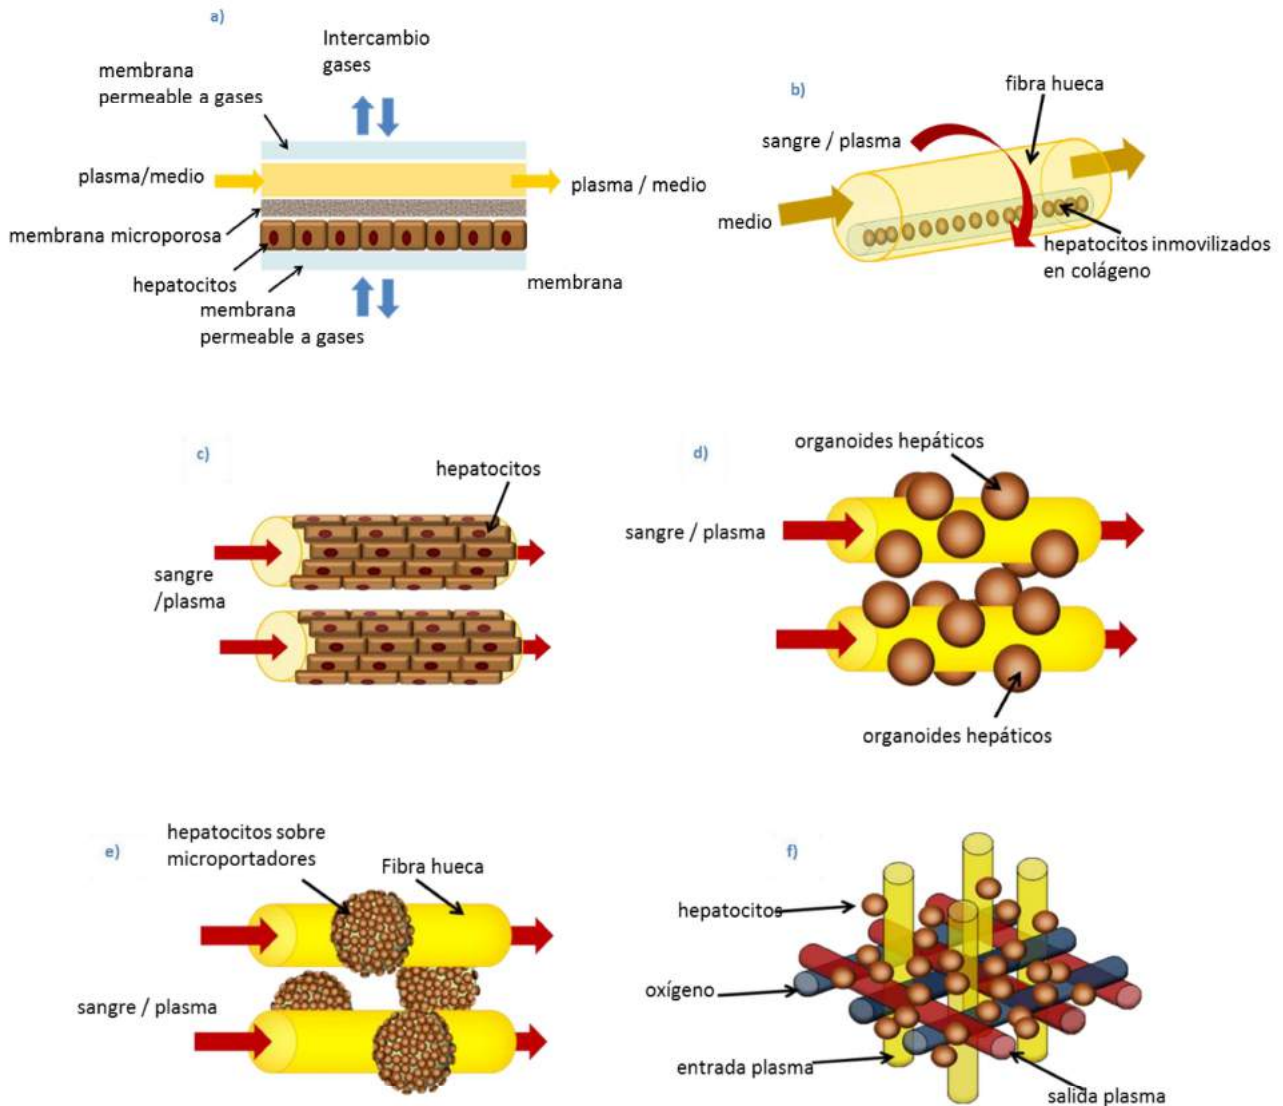 a)
Intercambio
gases
membrana
permeable a gases
plasma/medio
plasma / medio
membrana microporosa
hepatocitos
membrana
membrana
permeable a gases
b)
fibra hueca
sangre / plasma
medio
hepatocitos inmovilizados
en colágeno
c)
hepatocitos
sangre
/plasma
d)
organoides hepáticos
sangre / plasma
organoides hepáticos
e)
hepatocitos sobre
microportadores
Fibra hueca
sangre / plasma
f)
hepatocitos
oxígeno
entrada plasma
salida plasma